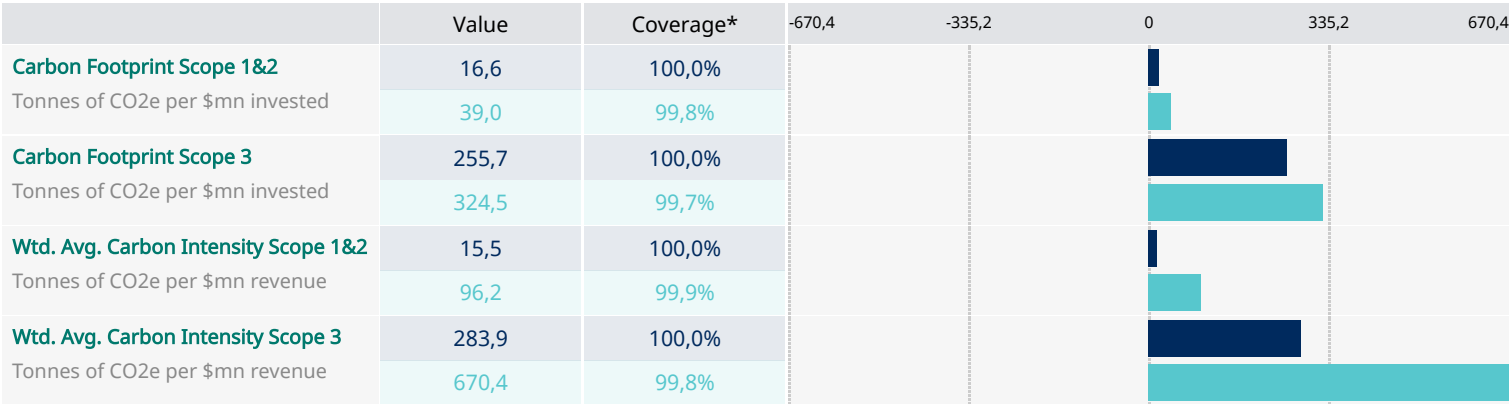 Value Coverage* -670,4 -335,2 0 335,2 670,4
Carbon Footprint Scope 1&2 16,6 100,0%
Tonnes of CO2e per $mn invested 39,0 99,8%
Carbon Footprint Scope 3 255,7 100,0%
Tonnes of CO2e per $mn invested 324,5 99,7%
Wtd. Avg. Carbon Intensity Scope 1&2 15,5 100,0%
Tonnes of CO2e per $mn revenue 96,2 99,9%
Wtd. Avg. Carbon Intensity Scope 3 283,9 100,0%
Tonnes of CO2e per $mn revenue 670,4 99,8%